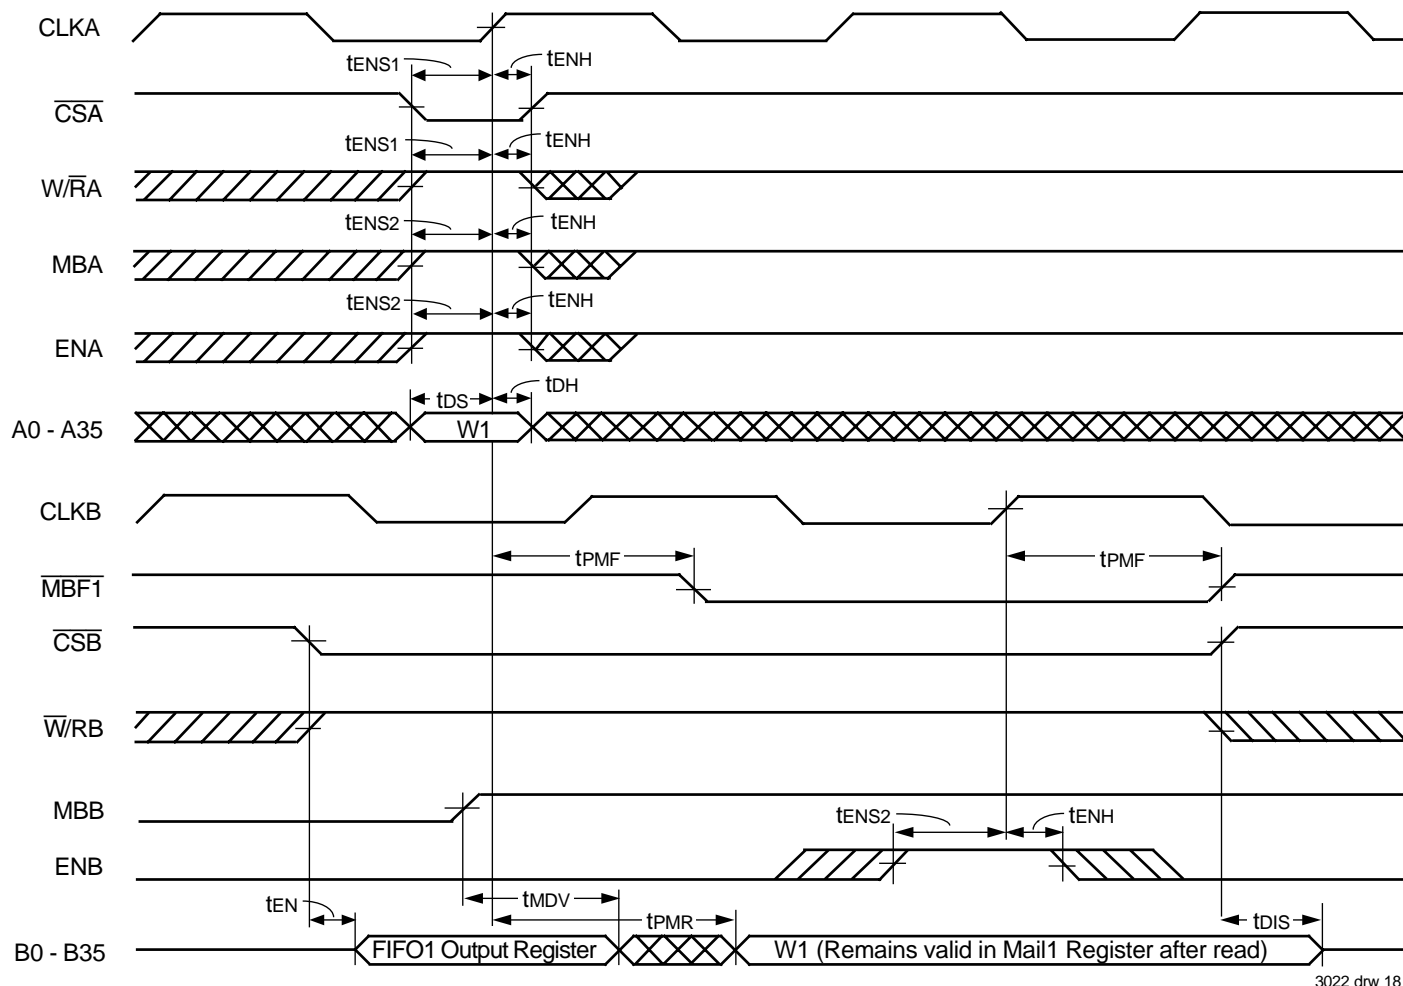 CLKA
tENS1 tENH
CSA
tENS1 tENH
W/RA
tENS2 tENH
MBA
tENS2 tENH
ENA
tDS tDH
A0 - A35 W1
CLKB
tPMF tPMF
MBF1
CSB
W/RB
MBB
tENS2 tENH
ENB
tEN tMDV
tPMR tDIS
B0 - B35 FIFO1 Output Register W1 (Remains valid in Mail1 Register after read)
3022 drw 18